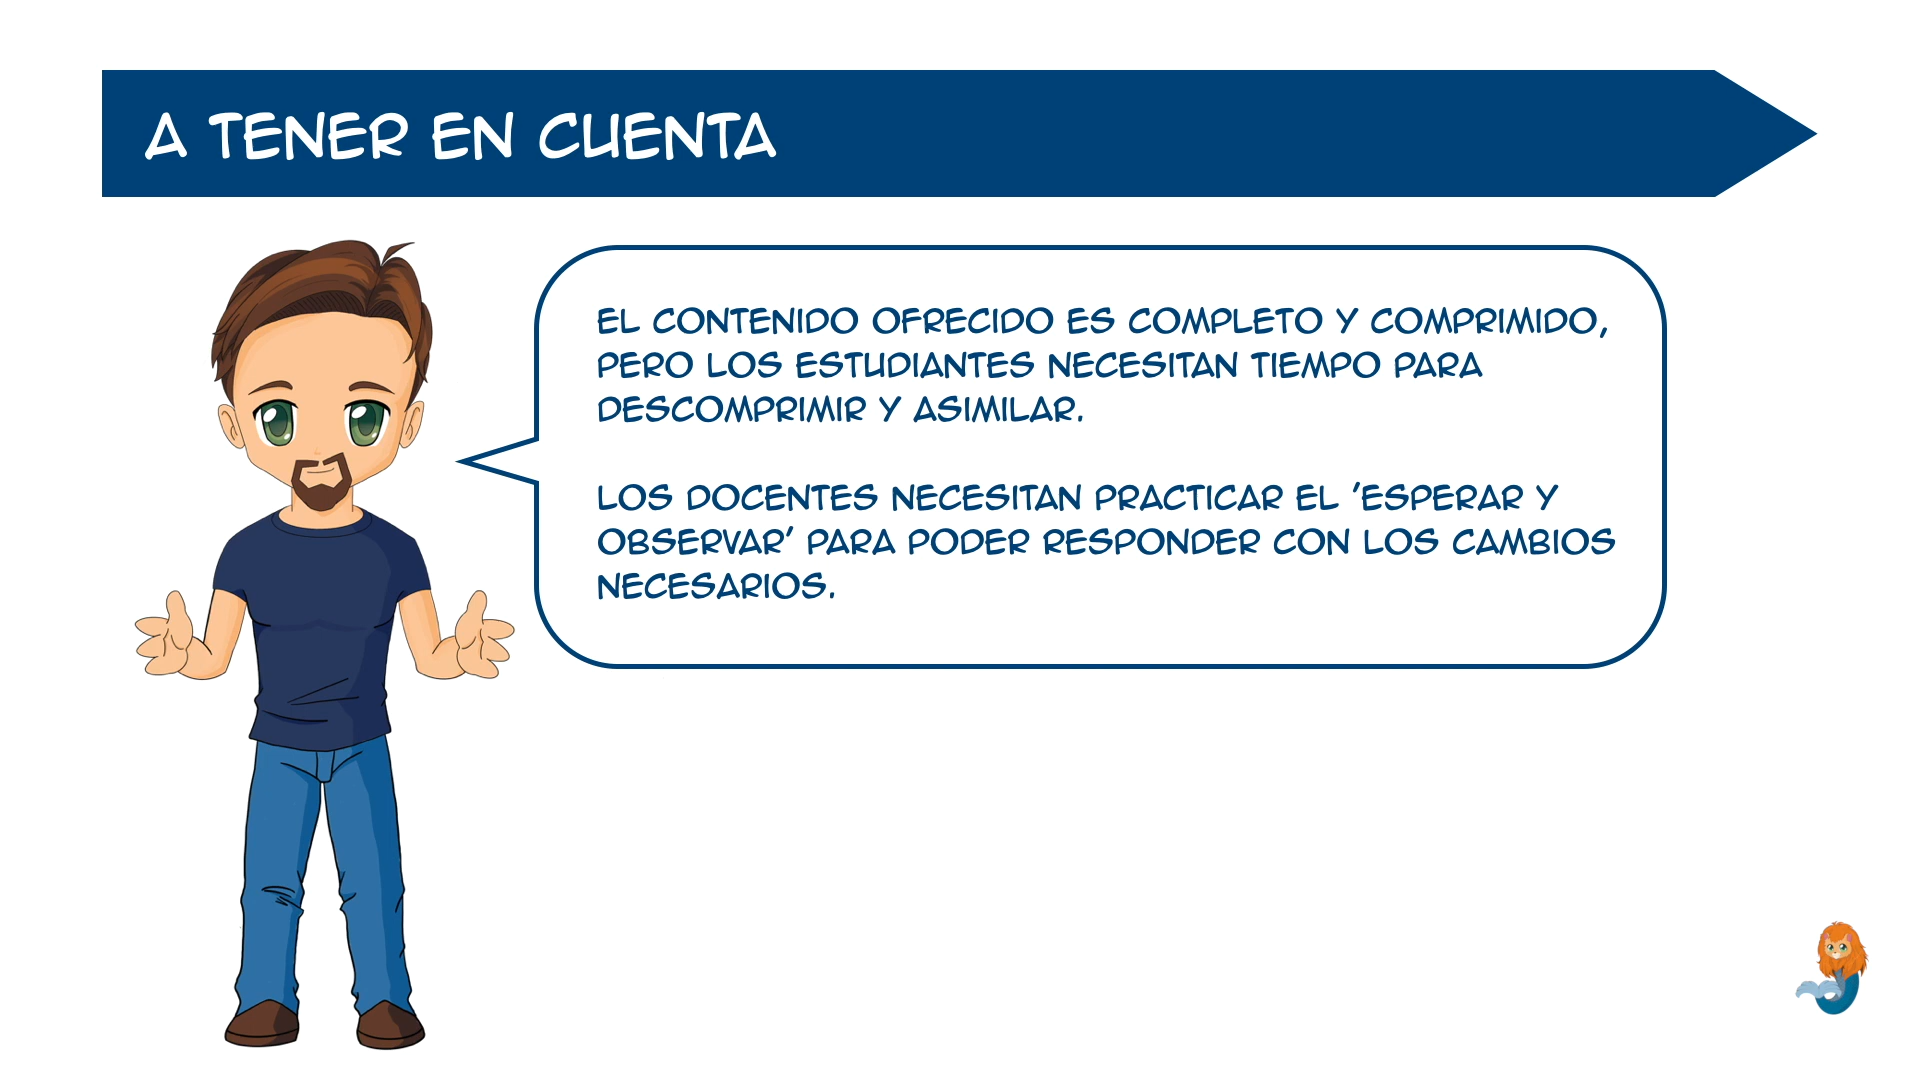 A TENER EN CUENTA
EL CONTENIDO OFRECIDO ES COMPLETO Y COMPRIMIDO,
PERO LOS ESTUDIANTES NECESITAN TIEMPO PARA
DESCOMPRIMIR Y ASIMILAR.
LOS DOCENTES NECESITAN PRACTICAR EL 'ESPERAR Y
OBSERVAR' PARA PODER RESPONDER CON LOS CAMBIOS
NECESARIOS.